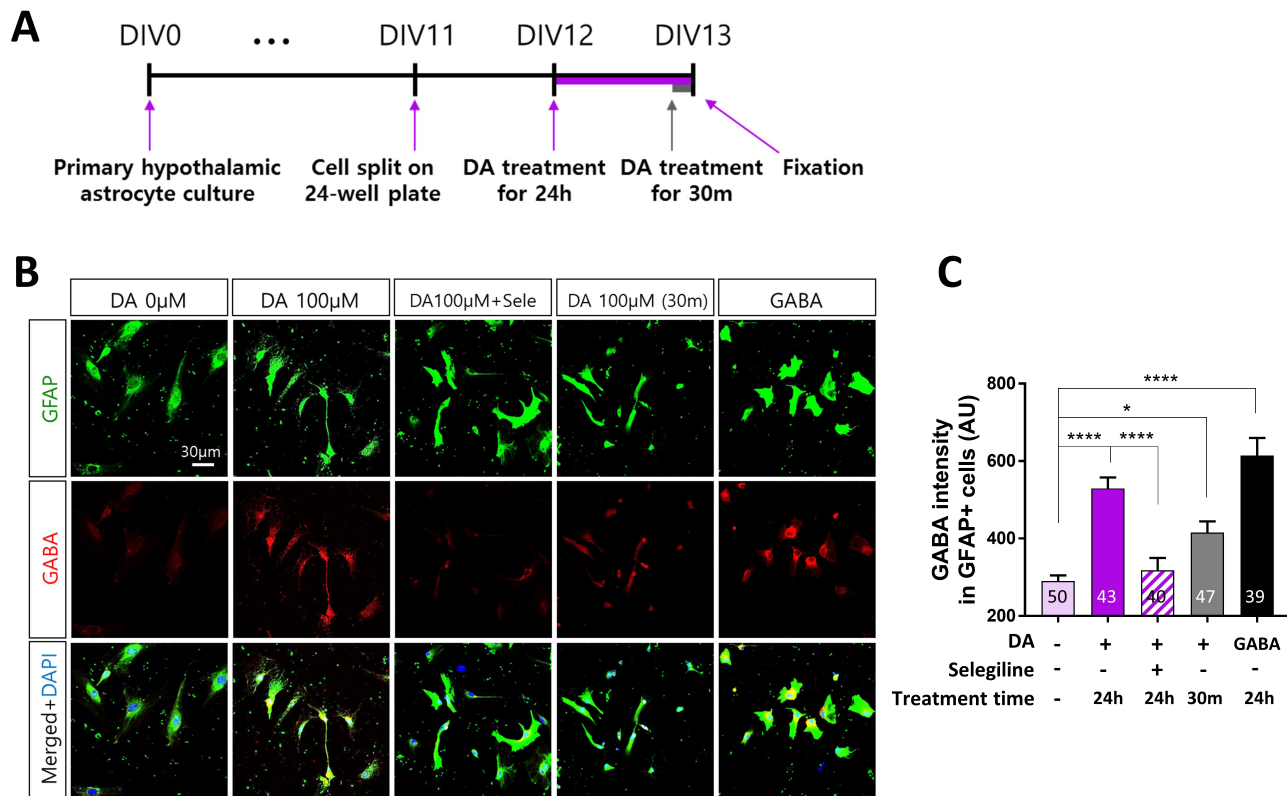 A
DIV0 ... DIV11 DIV12 DIV13
Primary hypothalamic
astrocyte culture
Cell split on
24-well plate
DA treatment
for 24h
DA treatment
for 30m
Fixation
B
DA 0μM
DA 100μM
DA100μM+Sele
DA 100μM (30m)
GABA
GFAP
30μm
GABA
Merged+DAPI
C
GABA intensity
in GFAP+ cells (AU)
800
600
400
200
****
*
**** ****
50 43 40 47 39
DA - + + + GABA
Selegiline - - + - -
Treatment time - 24h 24h 30m 24h